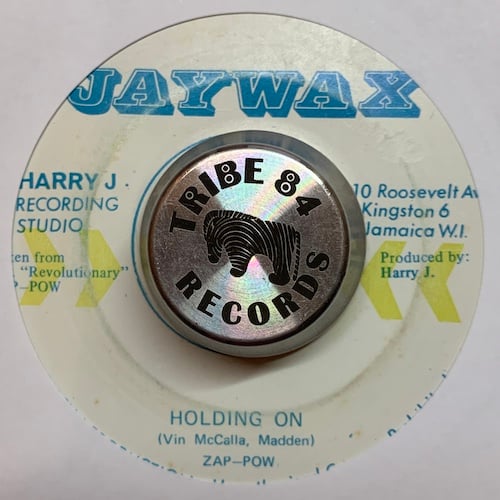 JAYWAX
HARRY J
RECORDING
STUDIO
10 Roosevelt Av
Kingston 6
Jamaica W.I.
TRIBE 84
RECORDS
"Revolutionary"
P-POW
Produced by:
Harry J.
HOLDING ON
(Vin McCalla, Madden)
ZAP-POW